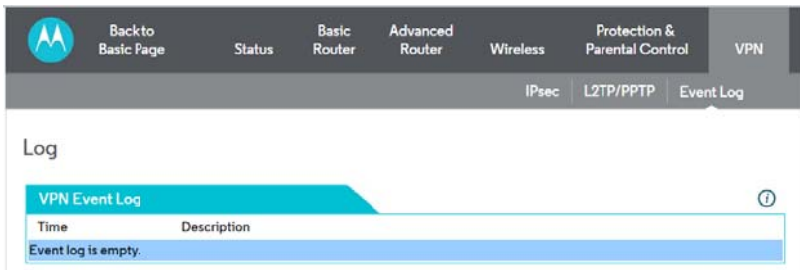 Back to Basic Page Status Basic Router Advanced Router Wireless Protection & Parental Control VPN
IPsec L2TP/PPTP Event Log
Log
VPN Event Log
Time Description
Event log is empty.